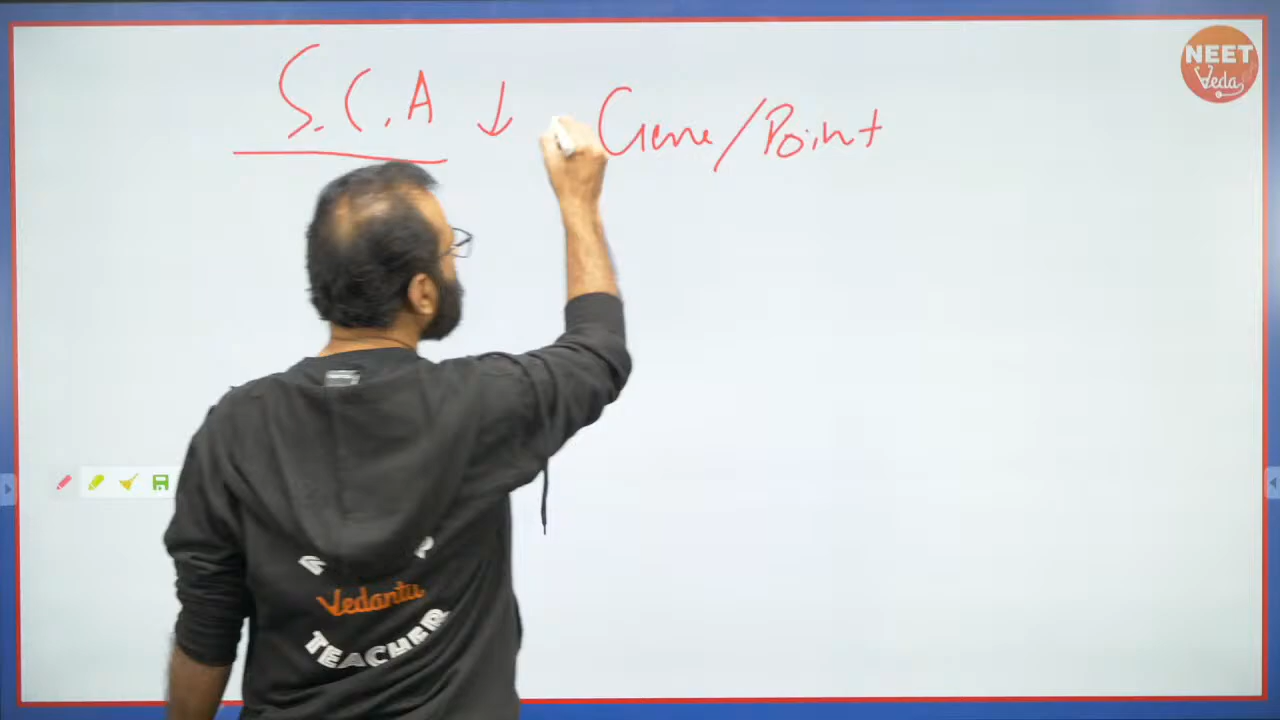 S.C.A ↓ Gene/Point
NEET
Veda
Vedantu
TEACHER